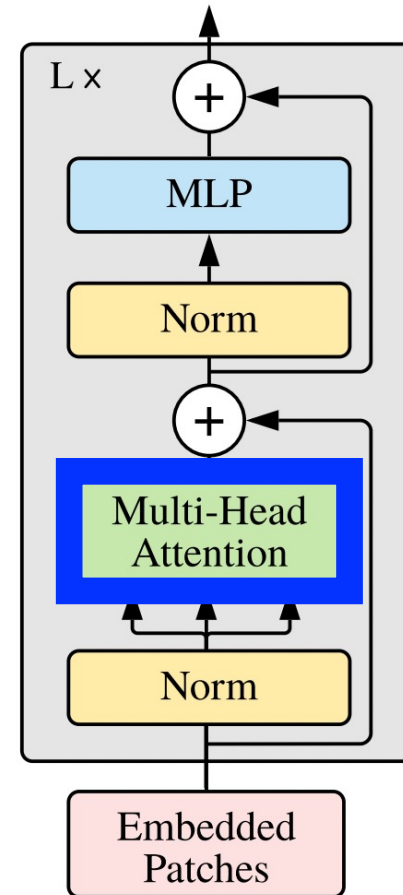 L ×
+
MLP
Norm
+
Multi-Head
Attention
Norm
Embedded
Patches